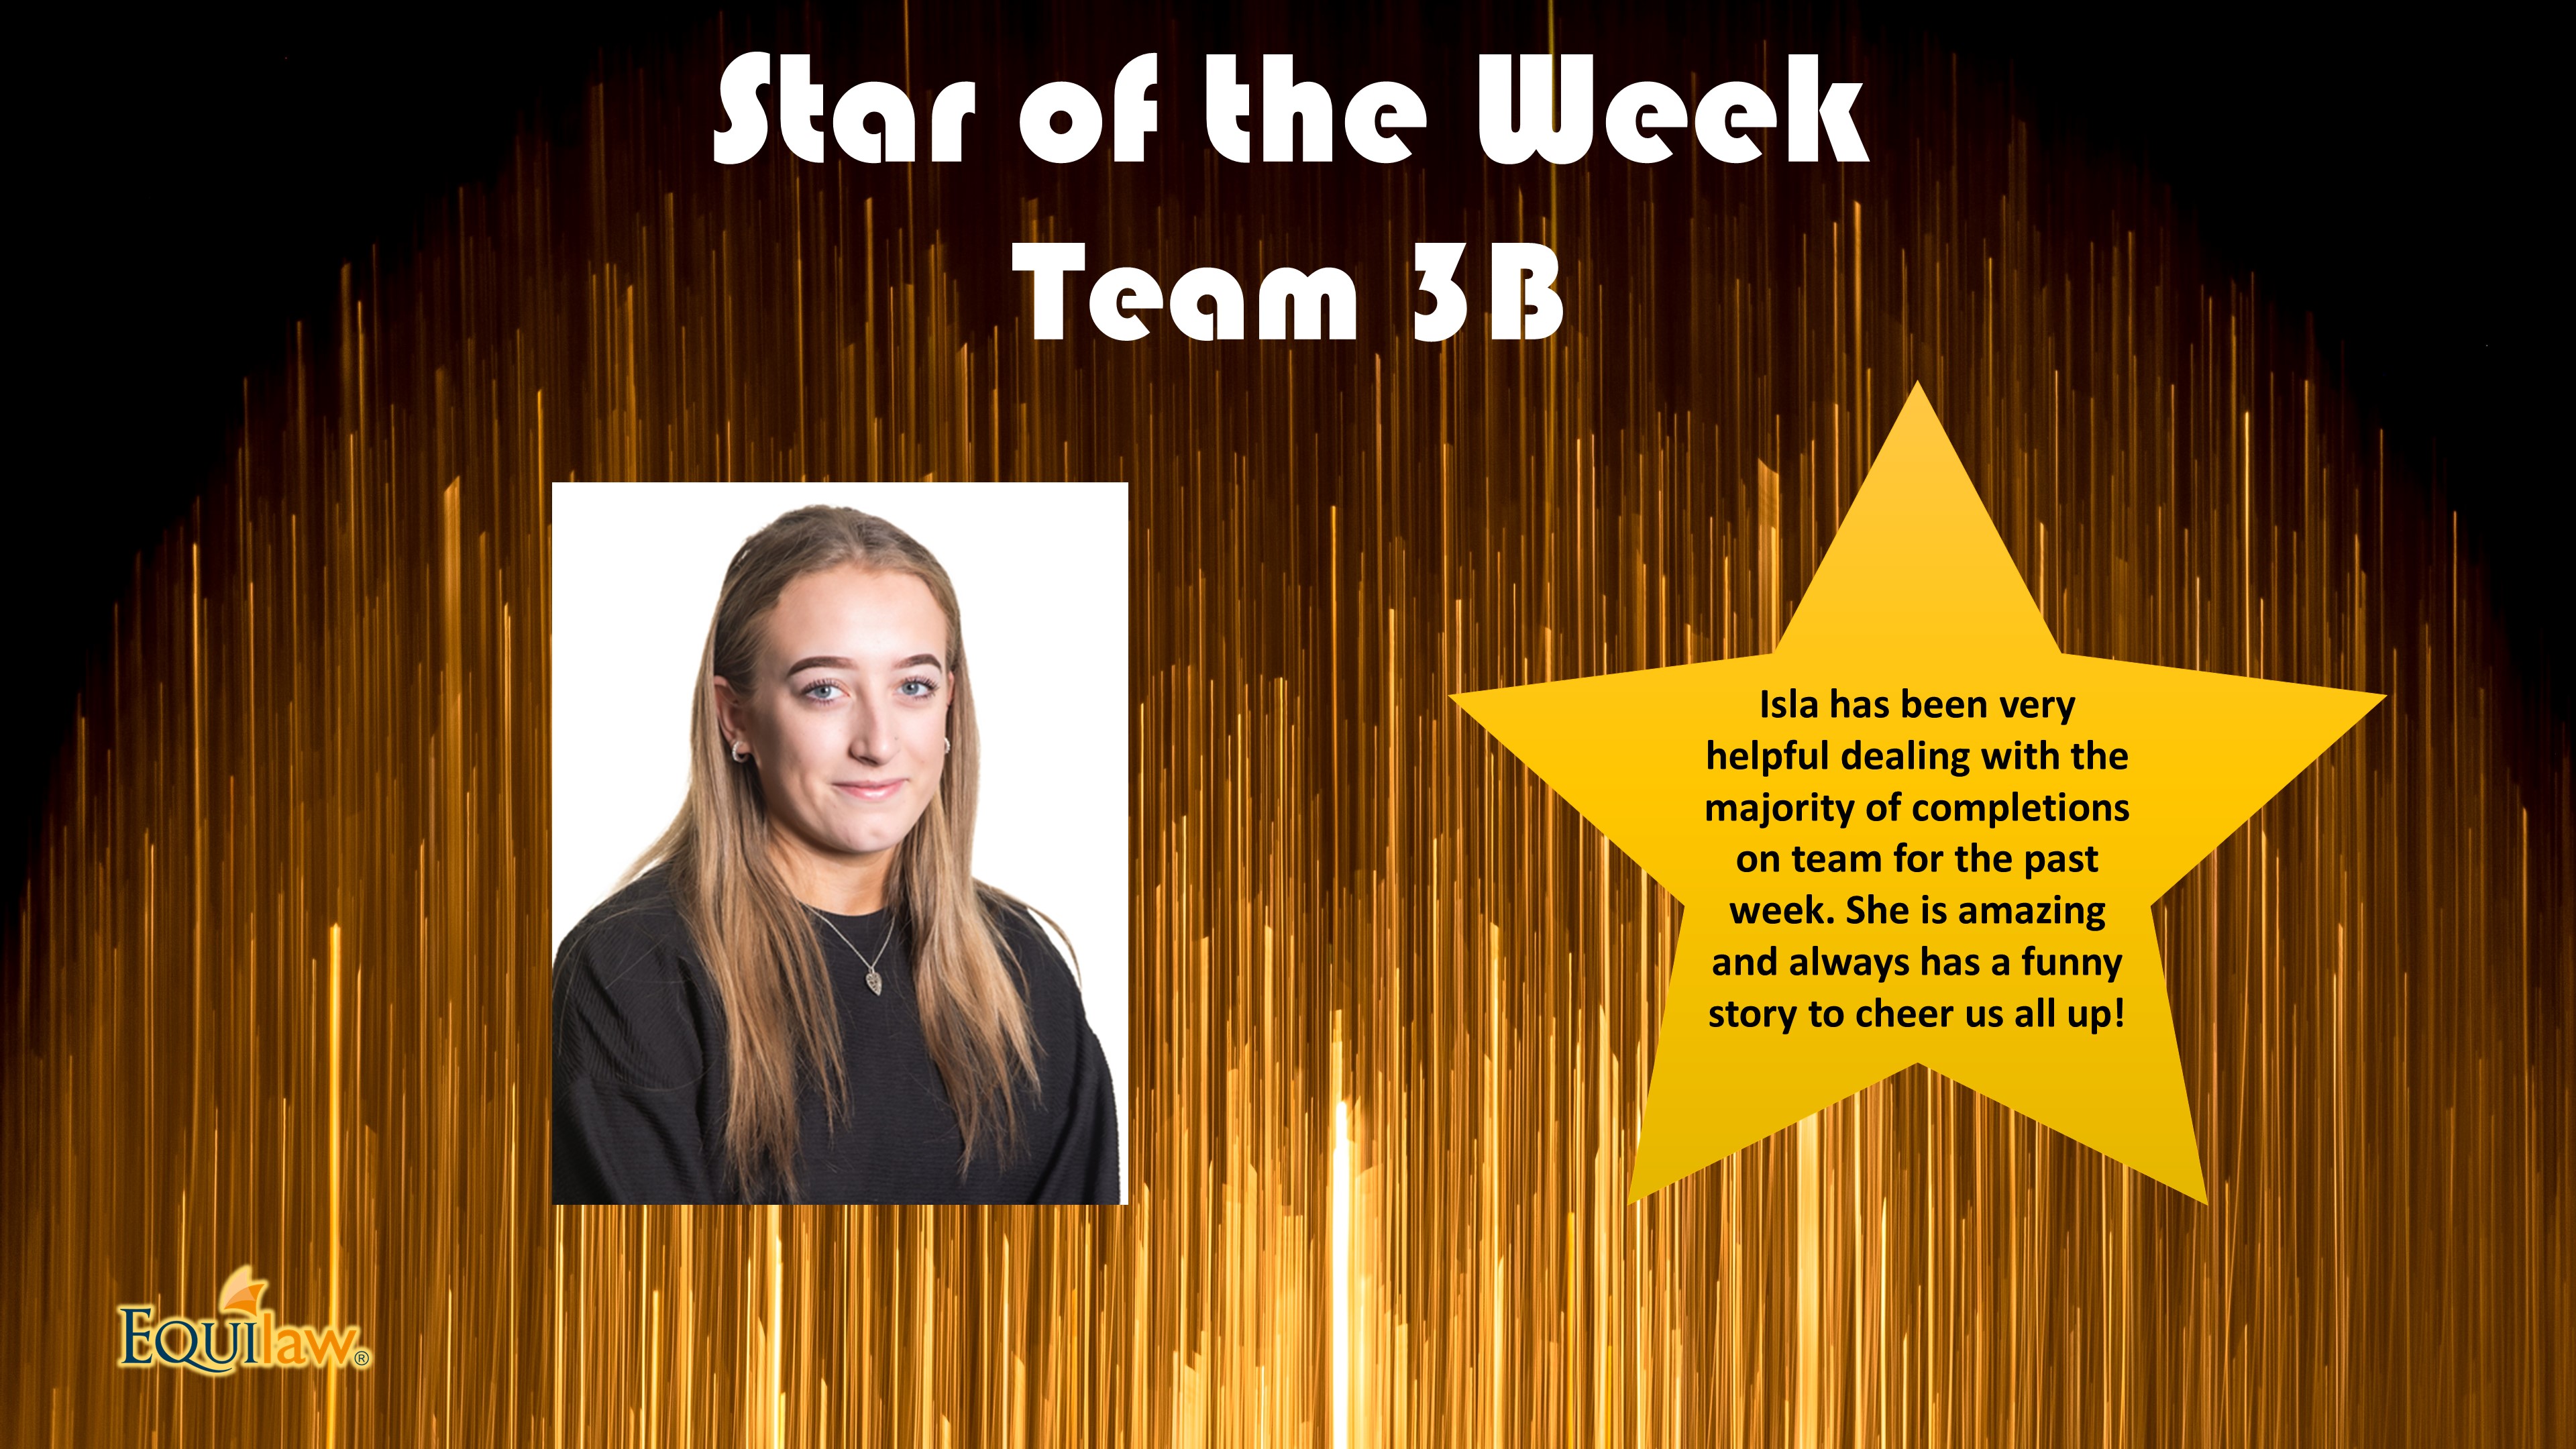 Star of the Week
Team 3B
Isla has been very
helpful dealing with the
majority of completions
on team for the past
week. She is amazing
and always has a funny
story to cheer us all up!
EQUIlaw®